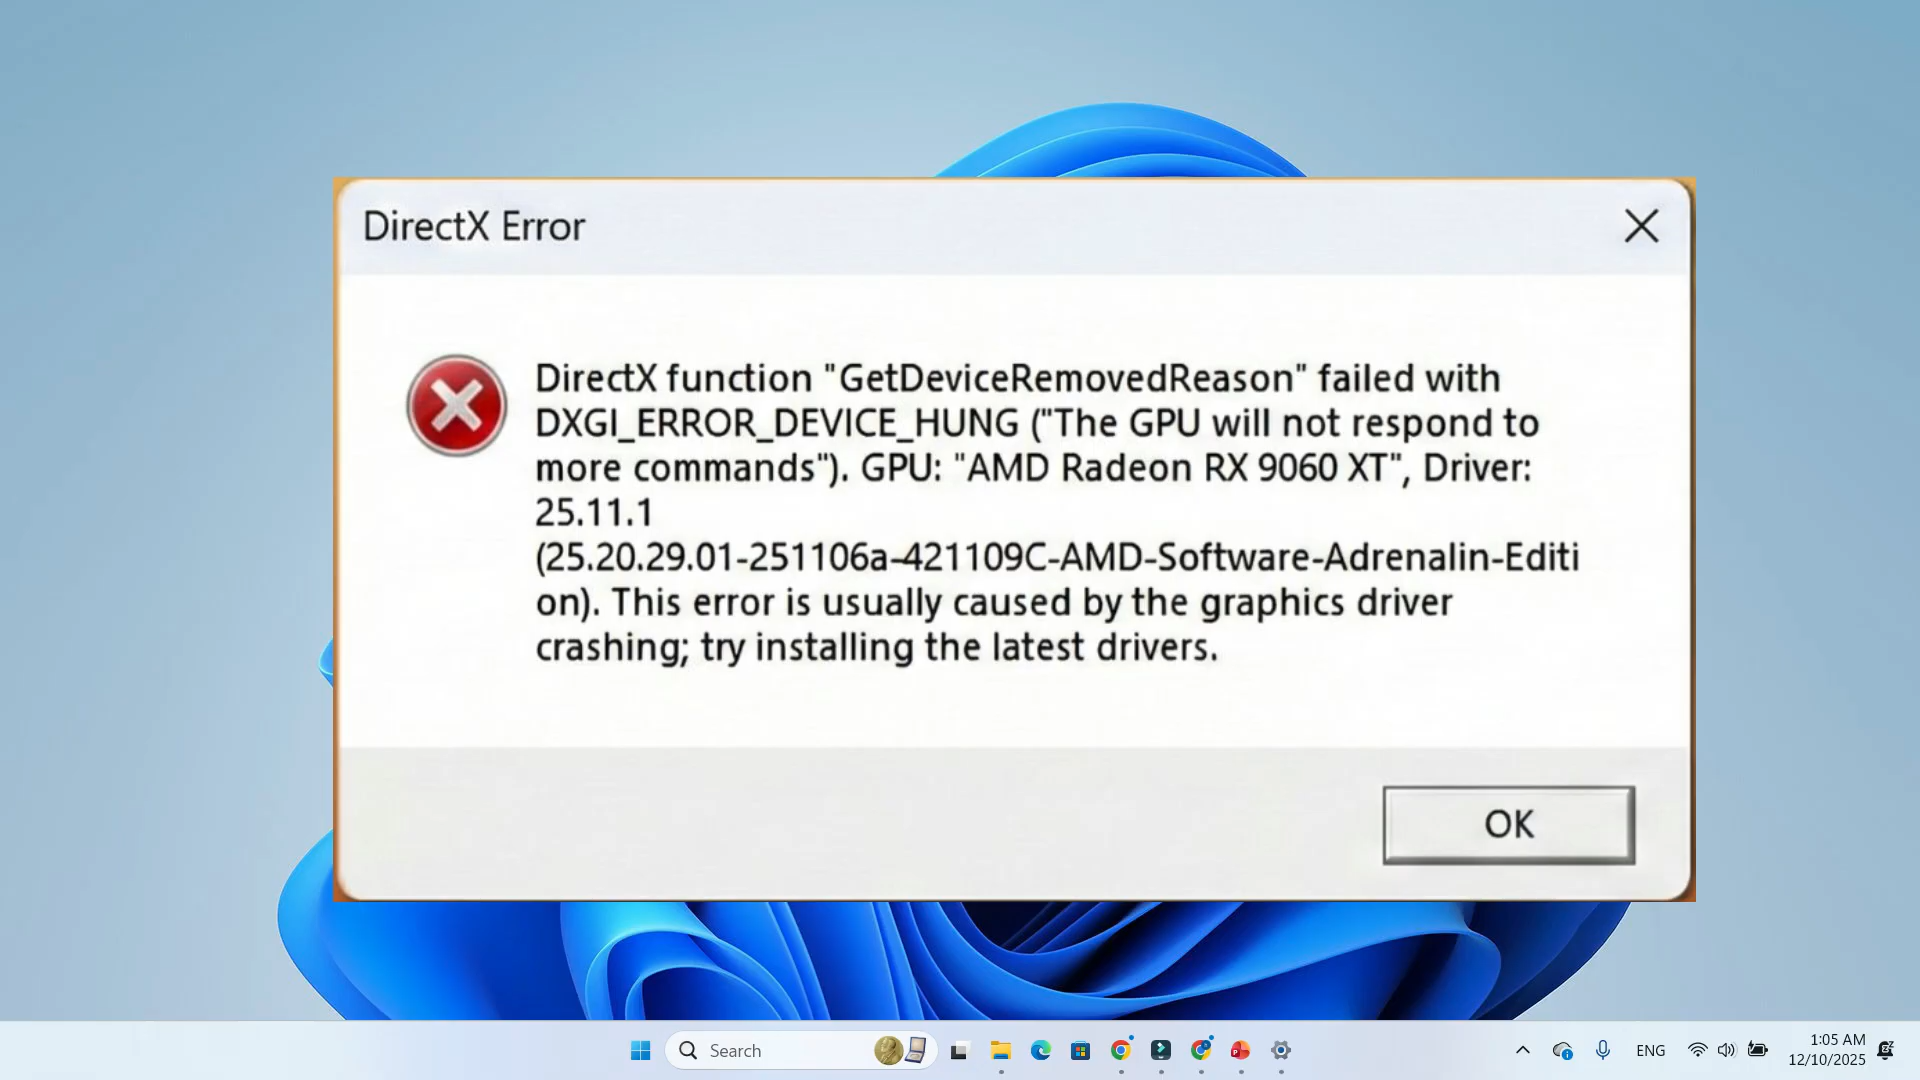 DirectX Error
DirectX function "GetDeviceRemovedReason" failed with
DXGI_ERROR_DEVICE_HUNG ("The GPU will not respond to
more commands"). GPU: "AMD Radeon RX 9060 XT", Driver:
25.11.1
(25.20.29.01-251106a-421109C-AMD-Software-Adrenalin-Editi
on). This error is usually caused by the graphics driver
crashing; try installing the latest drivers.
OK
Search
ENG
1:05 AM
12/10/2025